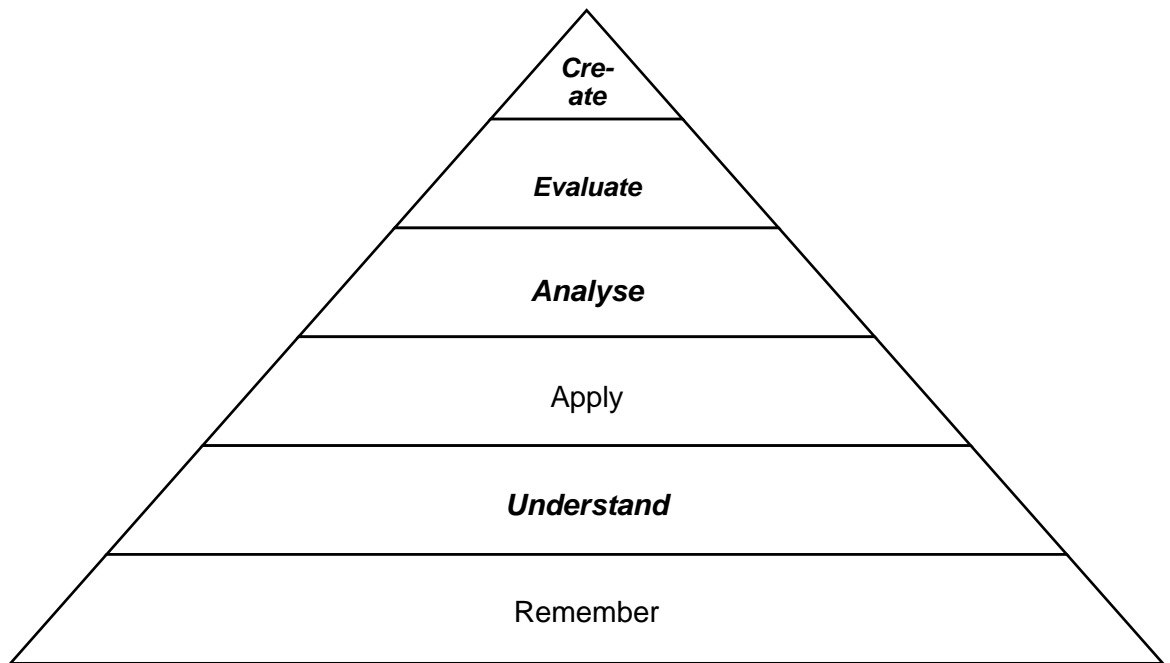 Cre-
ate
Evaluate
Analyse
Apply
Understand
Remember